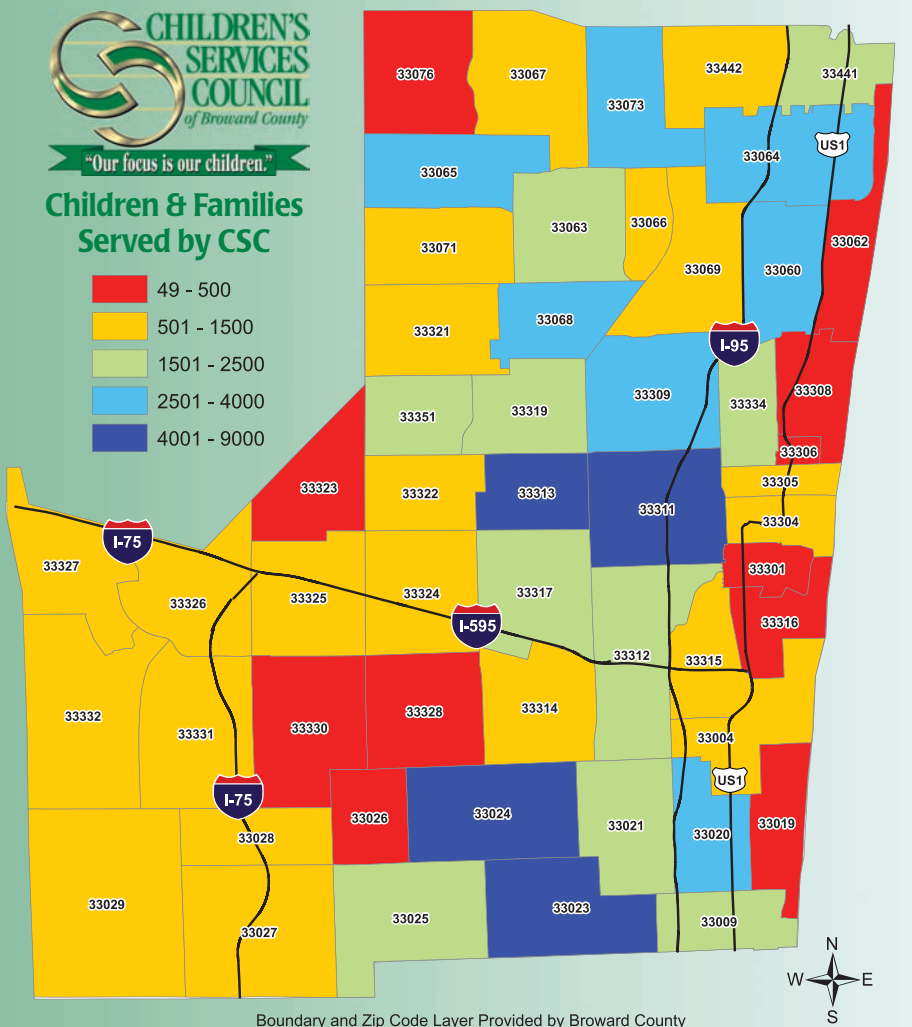 CHILDREN'S
SERVICES
COUNCIL
of Broward County
"Our focus is our children."
Children & Families
Served by CSC
49 - 500
501 - 1500
1501 - 2500
2501 - 4000
4001 - 9000
33076
33067
33073
33442
33441
33065
33064
US1
33071
33063
33066
33069
33060
33062
33321
33068
I-95
33351
33319
33309
33334
33308
33306
33323
33322
33313
33311
33305
33304
I-75
33327
33326
33325
33324
33317
33301
I-595
33316
33312
33315
33332
33331
33330
33328
33314
33004
US1
I-75
33026
33024
33021
33020
33019
33028
33029
33027
33025
33023
33009
N
W
E
S
Boundary and Zip Code Layer Provided by Broward County